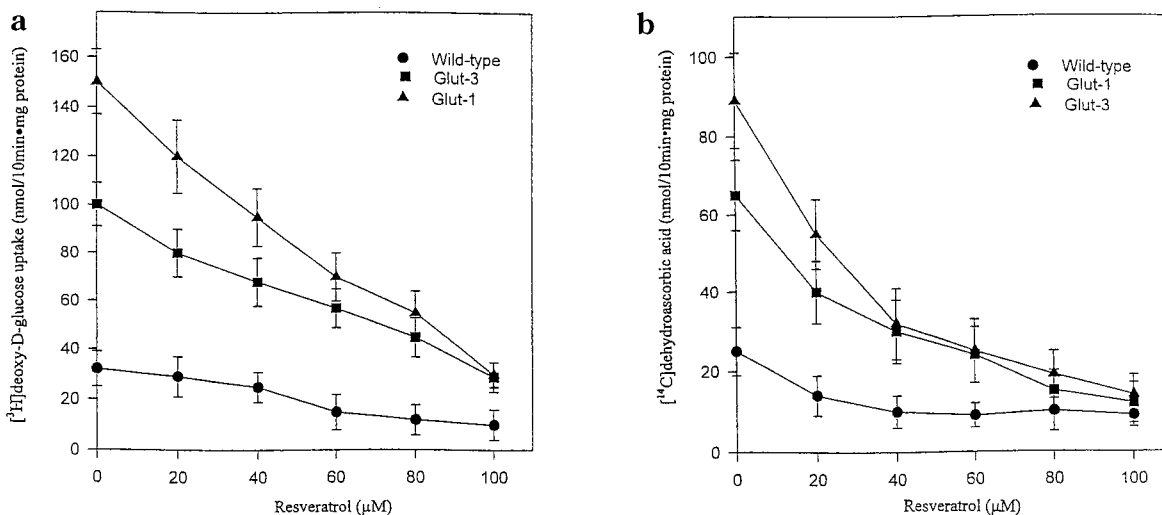 a
[³H]deoxy-D-glucose uptake (nmol/10min•mg protein)
160
140
120
100
80
60
40
20
0
Wild-type
Glut-3
Glut-1
0 20 40 60 80 100
Resveratrol (µM)
b
[¹⁴C]dehydroascorbic acid (nmol/10min•mg protein)
100
80
60
40
20
0
Wild-type
Glut-1
Glut-3
0 20 40 60 80 100
Resveratrol (µM)